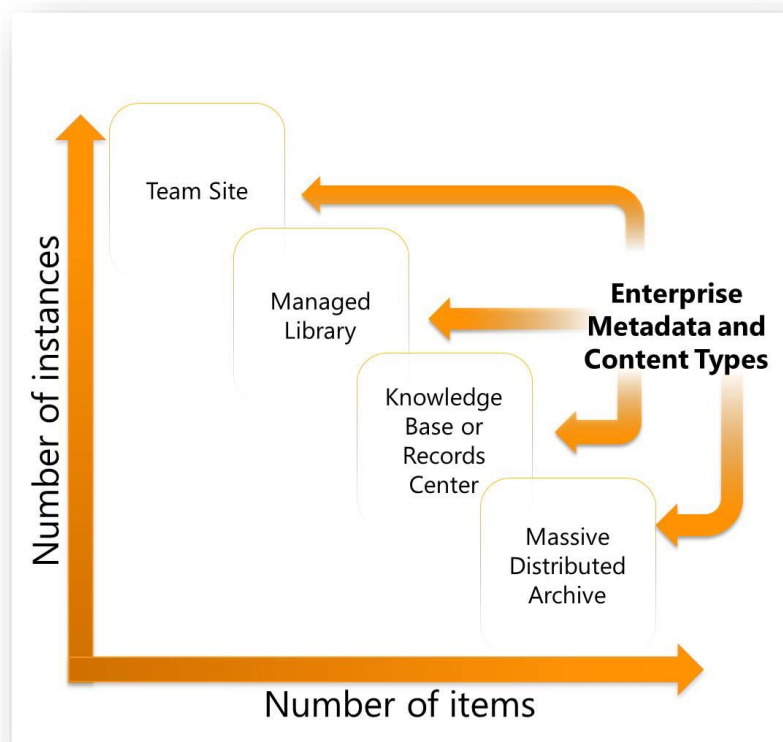 Number of instances
Team Site
Managed
Library
Enterprise
Metadata and
Content Types
Knowledge
Base or
Records
Center
Massive
Distributed
Archive
Number of items